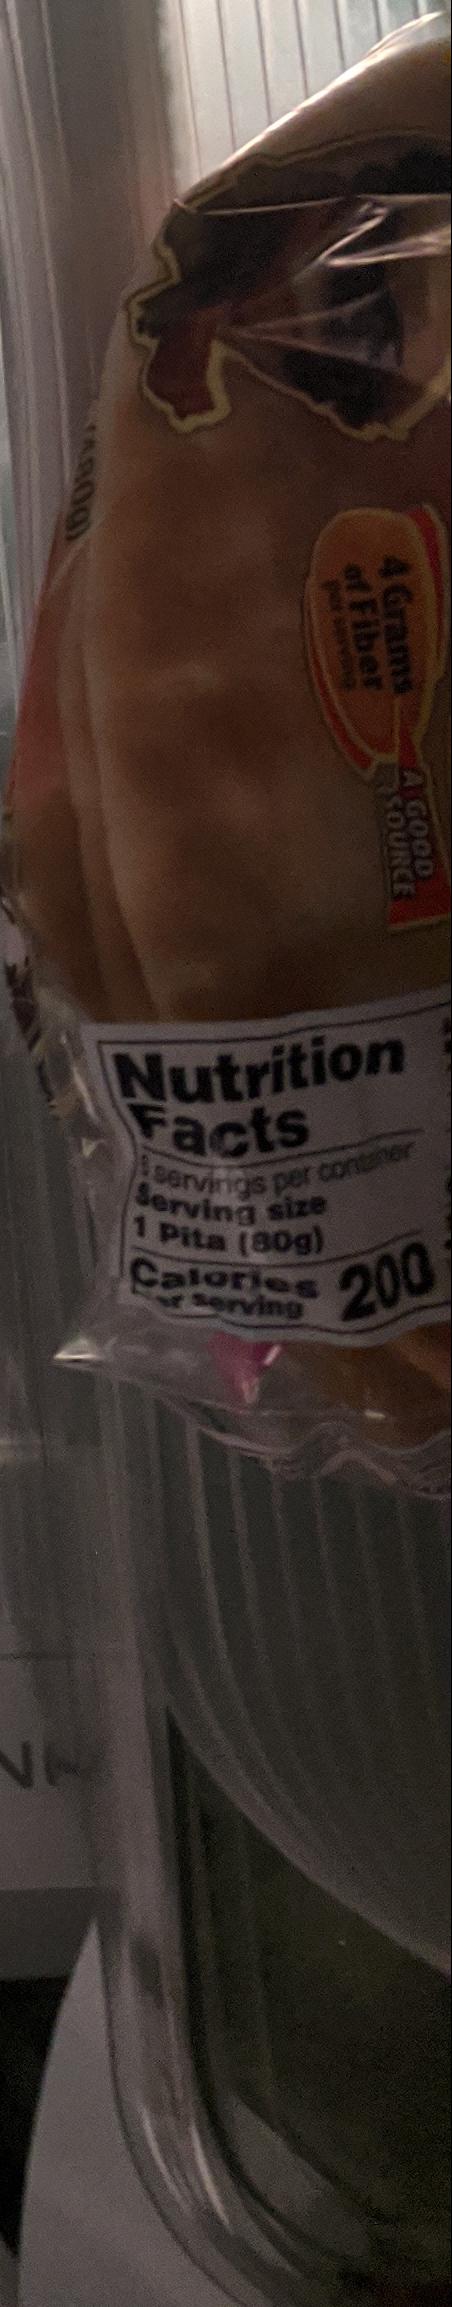 4 Grams
of Fiber
per serving
A GOOD
SOURCE
Nutrition
Facts
servings per container
Serving size
1 Pita (80g)
Calories 200
per serving